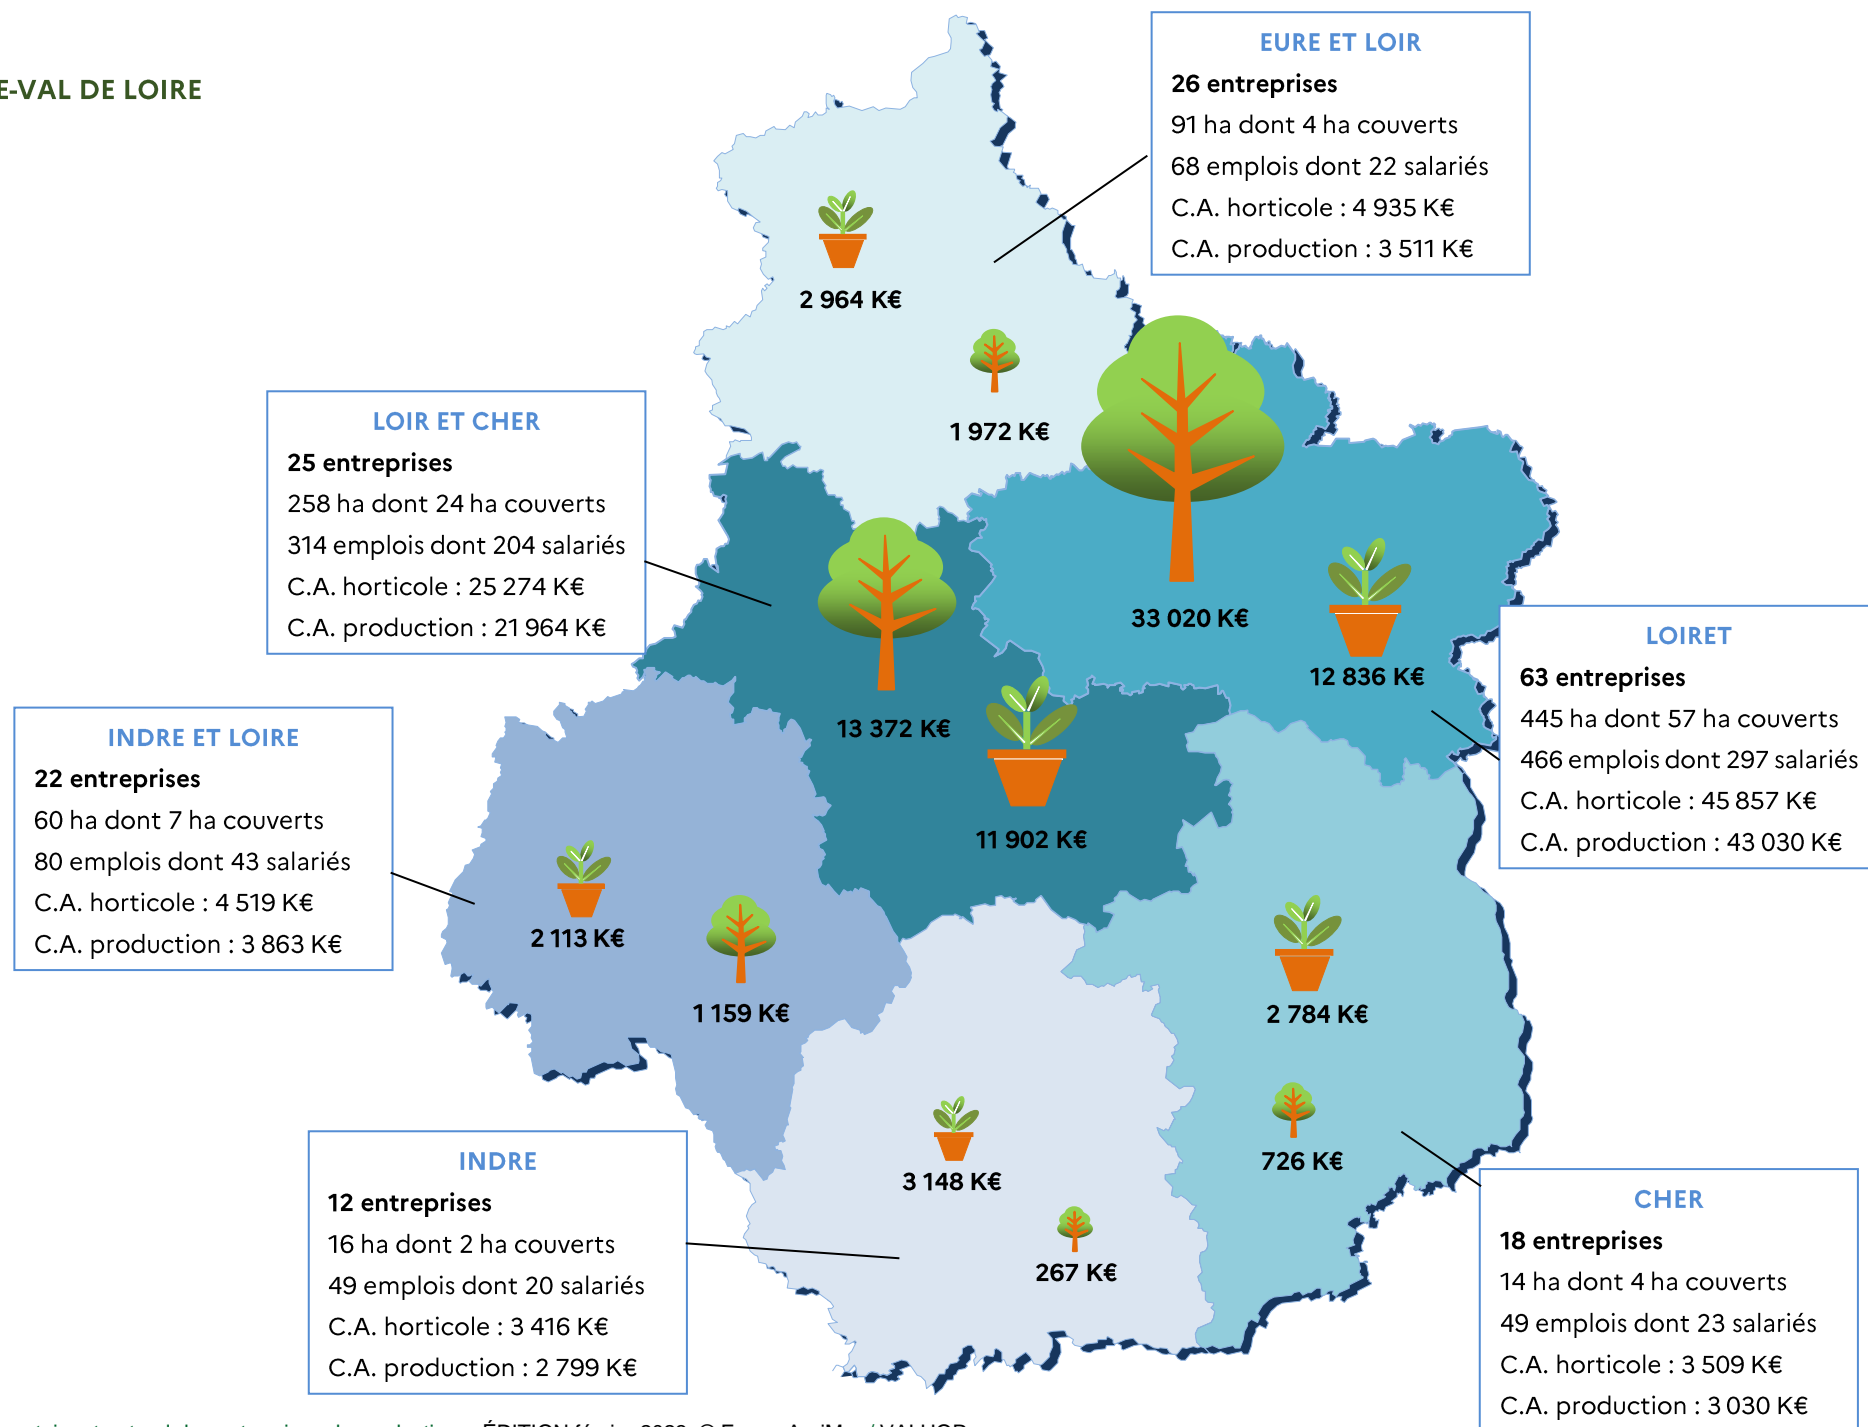 E-VAL DE LOIRE
EURE ET LOIR
26 entreprises
91 ha dont 4 ha couverts
68 emplois dont 22 salariés
C.A. horticole : 4 935 K€
C.A. production : 3 511 K€
2 964 K€
1 972 K€
LOIR ET CHER
25 entreprises
258 ha dont 24 ha couverts
314 emplois dont 204 salariés
C.A. horticole : 25 274 K€
C.A. production : 21 964 K€
33 020 K€
12 836 K€
LOIRET
63 entreprises
445 ha dont 57 ha couverts
466 emplois dont 297 salariés
C.A. horticole : 45 857 K€
C.A. production : 43 030 K€
13 372 K€
11 902 K€
INDRE ET LOIRE
22 entreprises
60 ha dont 7 ha couverts
80 emplois dont 43 salariés
C.A. horticole : 4 519 K€
C.A. production : 3 863 K€
2 113 K€
1 159 K€
2 784 K€
726 K€
INDRE
12 entreprises
16 ha dont 2 ha couverts
49 emplois dont 20 salariés
C.A. horticole : 3 416 K€
C.A. production : 2 799 K€
3 148 K€
267 K€
CHER
18 entreprises
14 ha dont 4 ha couverts
49 emplois dont 23 salariés
C.A. horticole : 3 509 K€
C.A. production : 3 030 K€